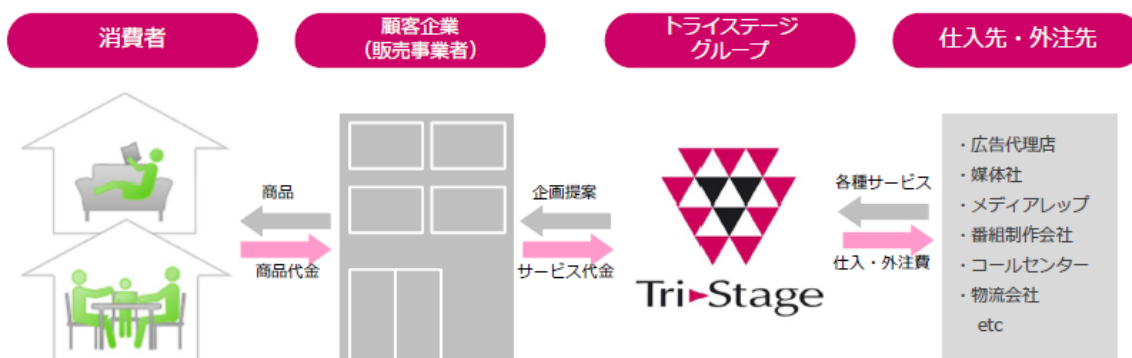 消費者
顧客企業
(販売事業者)
トライステージ
グループ
仕入先・外注先
商品
商品代金
企画提案
サービス代金
Tri-Stage
各種サービス
仕入・外注費
・広告代理店
・媒体社
・メディアレップ
・番組制作会社
・コールセンター
・物流会社
etc